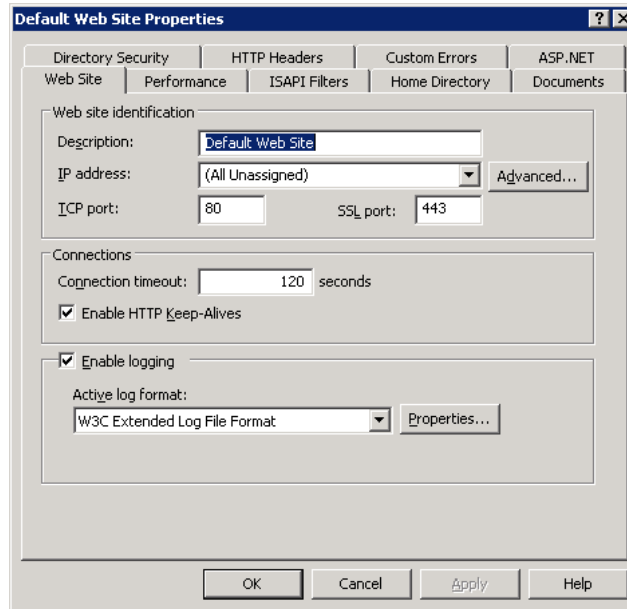 Default Web Site Properties
Directory Security HTTP Headers Custom Errors ASP.NET
Web Site Performance ISAPI Filters Home Directory Documents
Web site identification
Description: Default Web Site
IP address: (All Unassigned) Advanced...
TCP port: 80 SSL port: 443
Connections
Connection timeout: 120 seconds
Enable HTTP Keep-Alives
Enable logging
Active log format:
W3C Extended Log File Format Properties...
OK Cancel Apply Help